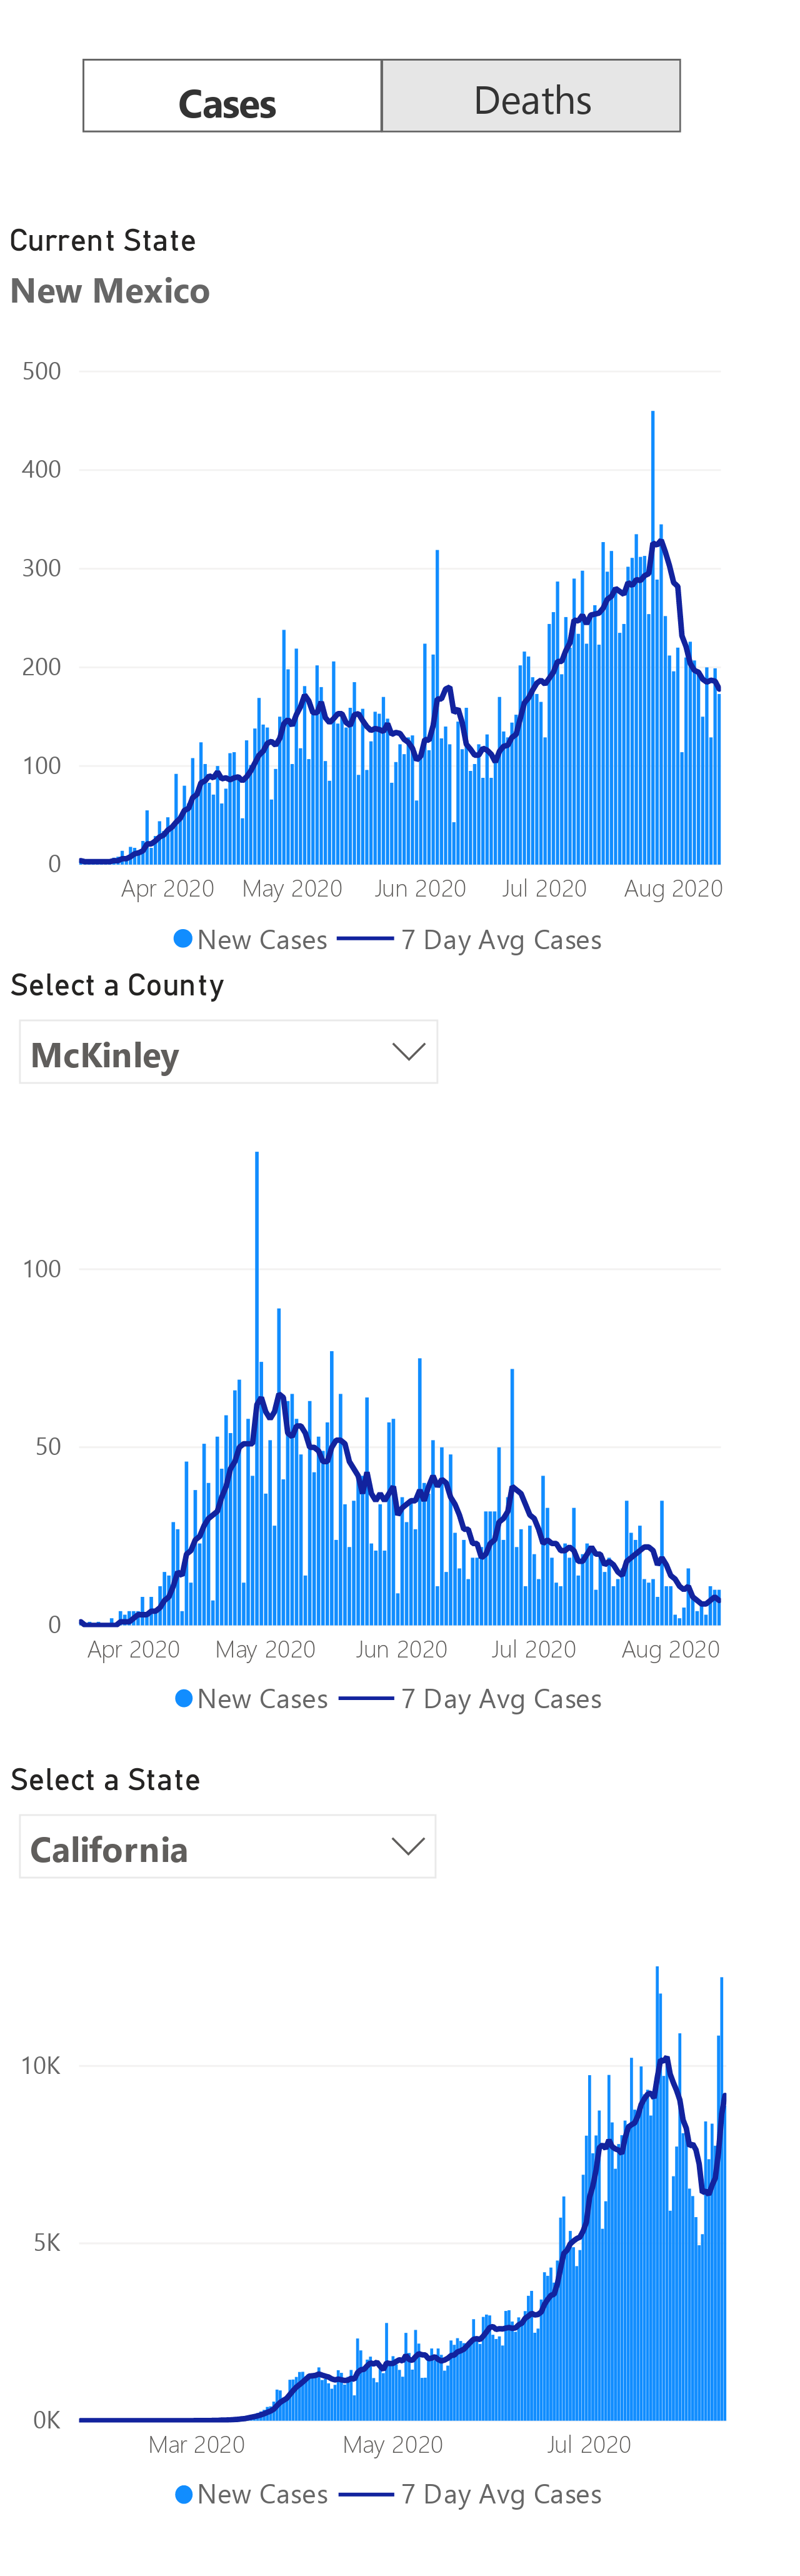 Cases Deaths
Current State
New Mexico
500
400
300
200
100
0
Apr 2020 May 2020 Jun 2020 Jul 2020 Aug 2020
New Cases 7 Day Avg Cases
Select a County
McKinley
100
50
0
Apr 2020 May 2020 Jun 2020 Jul 2020 Aug 2020
New Cases 7 Day Avg Cases
Select a State
California
10K
5K
0K
Mar 2020 May 2020 Jul 2020
New Cases 7 Day Avg Cases